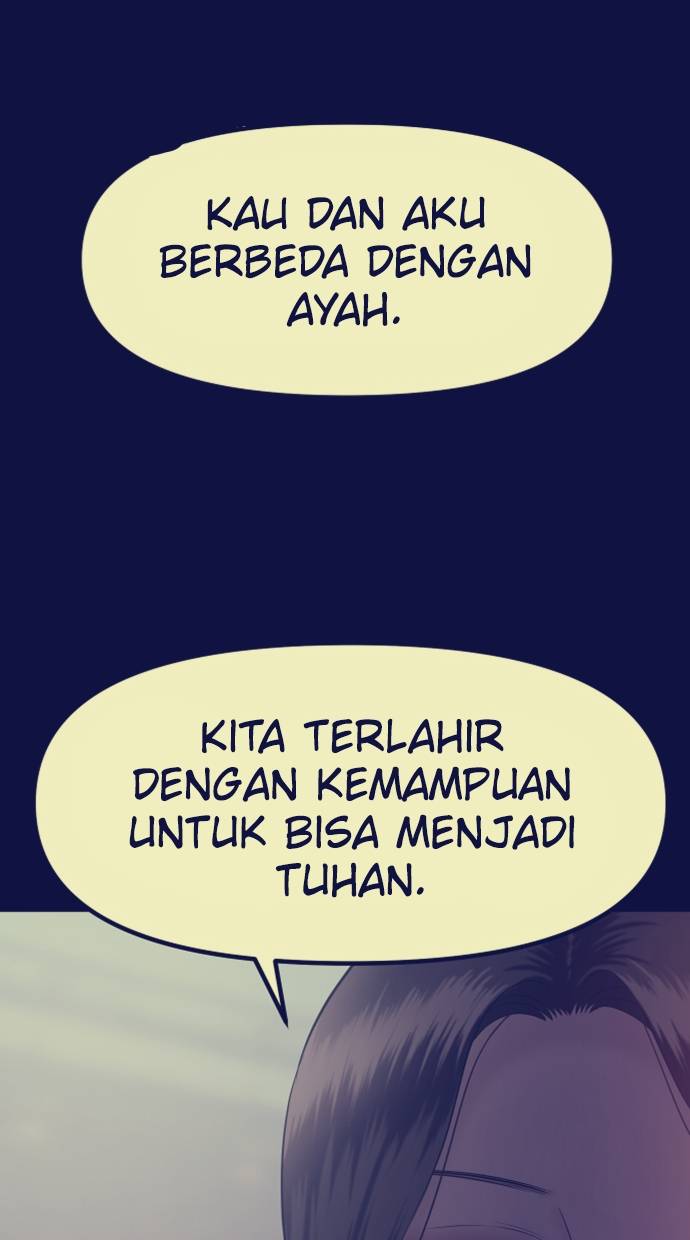 KAU DAN AKU
BERBEDA DENGAN
AYAH.
KITA TERLAHIR
DENGAN KEMAMPUAN
UNTUK BISA MENJADI
TUHAN.